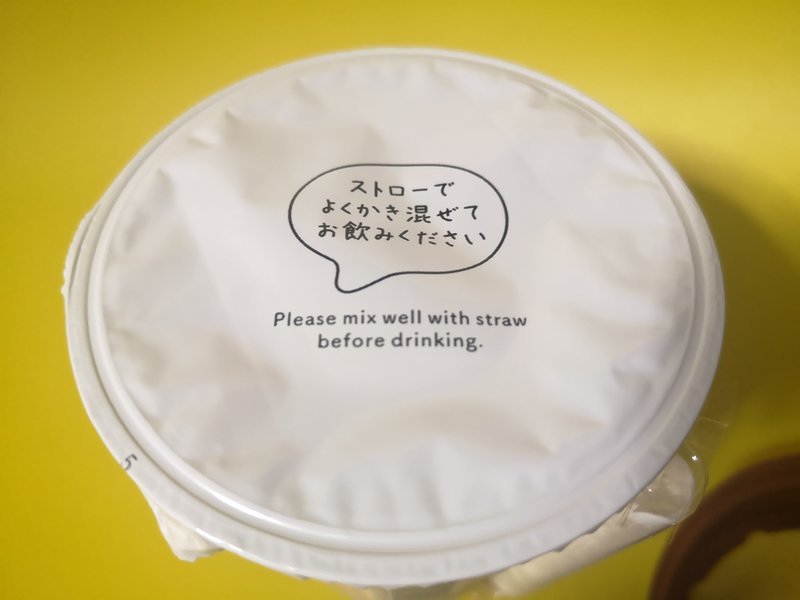 ストローで
よくかき混ぜて
お飲みください
Please mix well with straw
before drinking.
5